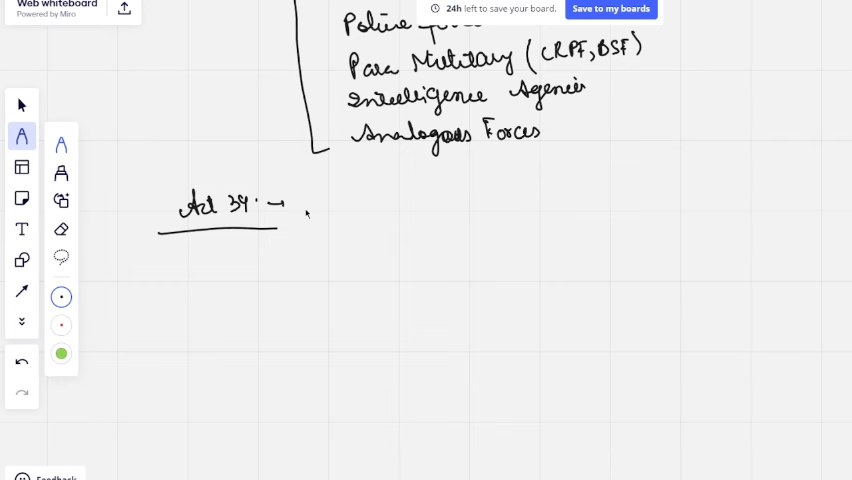 Web whiteboard
Powered by Miro
24h left to save your board.
Save to my boards
Police
Para Military (CRPF, BSF)
Intelligence Agencies
Analogous Forces
Art 34. →
Feedback